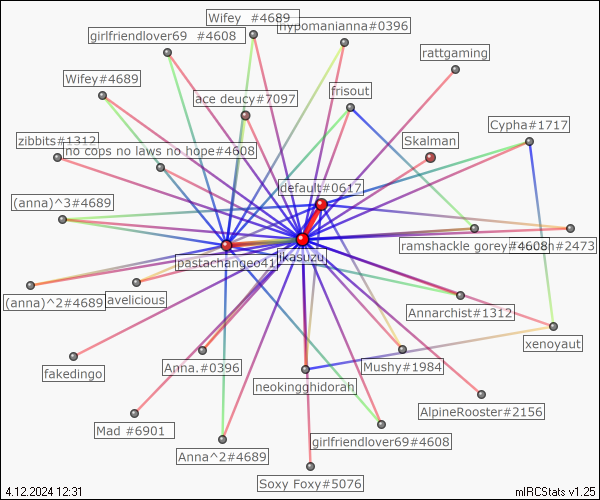 Wifey_#4689
hypomanianna#0396
girlfriendlover69_#4608
rattgaming
Wifey#4689
frisout
ace deucy#7097
Cypha#1717
zibbits#1312
Skalman
no cops no laws no hope#4608
default#0617
(anna)^3#4689
ramshackle gorey#4608
#2473
pastachangeo41
ikasuzu
(anna)^2#4689
avelicious
Annarchist#1312
xenoyaut
fakedingo
Anna.#0396
Mushy#1984
neokingghidorah
AlpineRooster#2156
Mad_#6901
girlfriendlover69#4608
Anna^2#4689
Soxy Foxy#5076
4.12.2024 12:31
mIRCStats v1.25